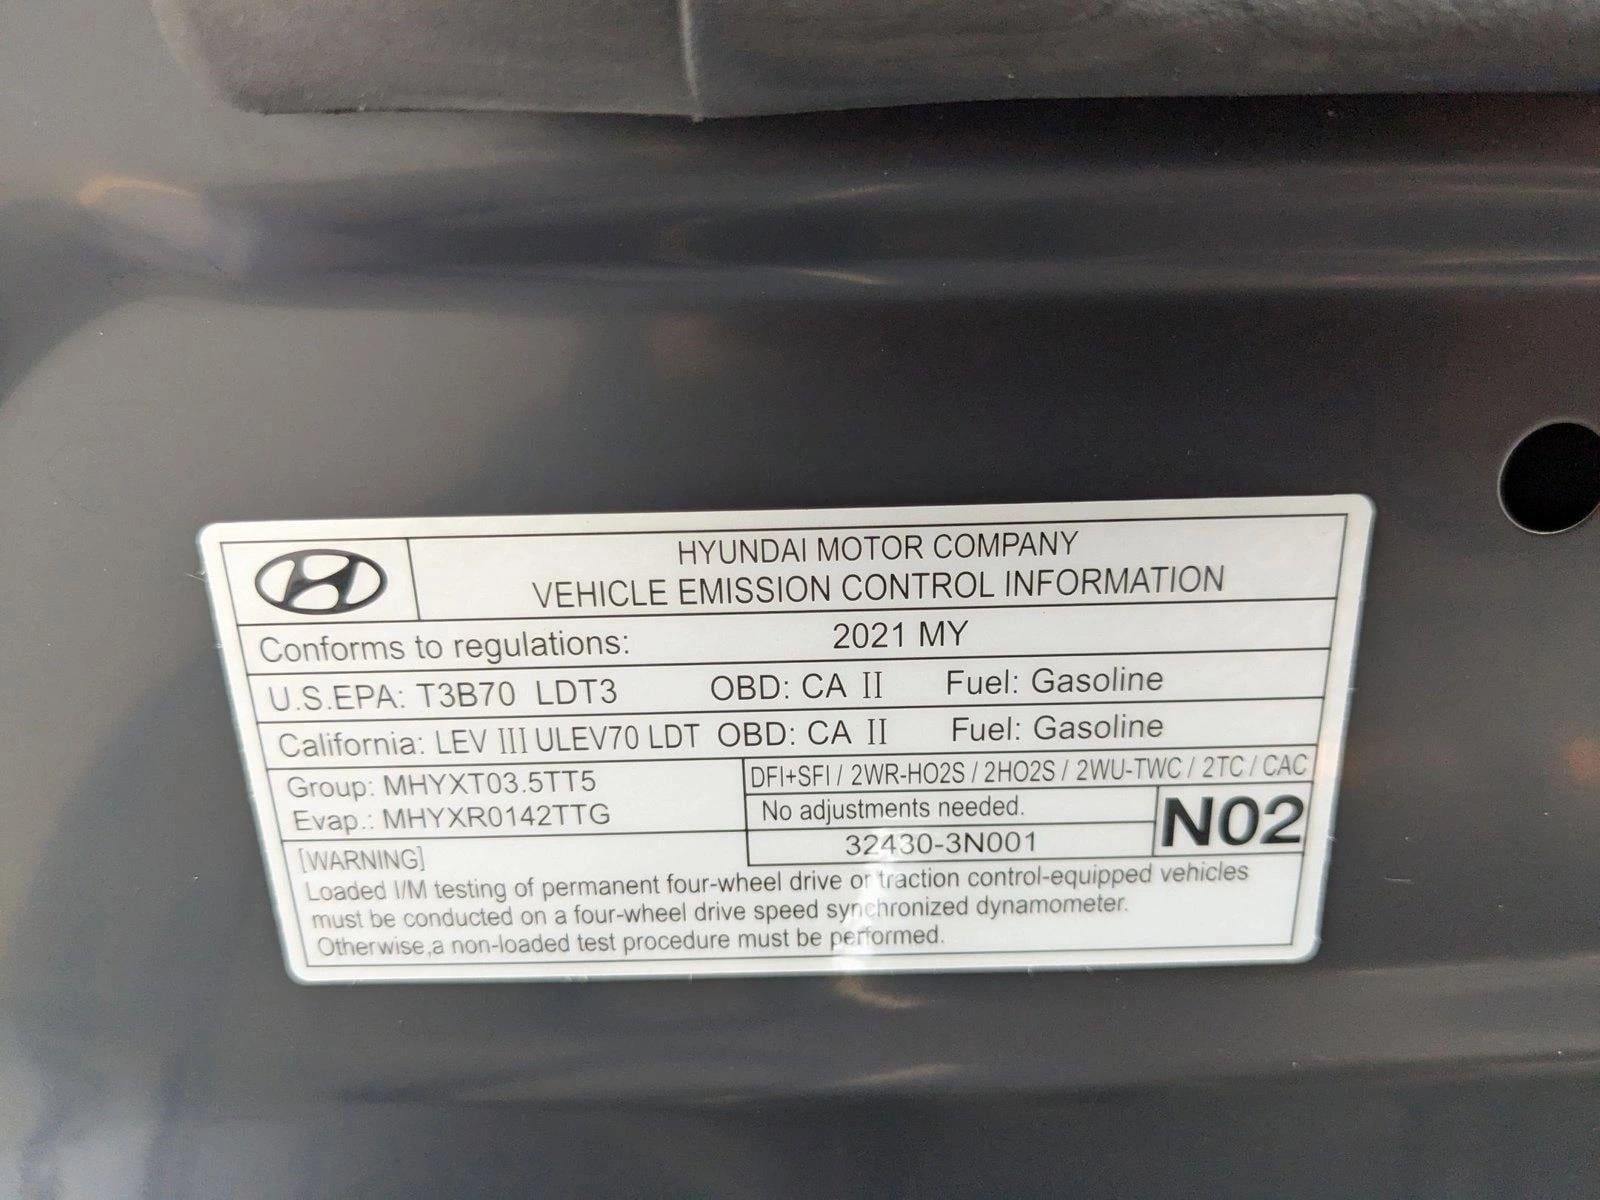 HYUNDAI MOTOR COMPANY
VEHICLE EMISSION CONTROL INFORMATION
Conforms to regulations: 2021 MY
U.S.EPA: T3B70 LDT3 OBD: CA II Fuel: Gasoline
California: LEV III ULEV70 LDT OBD: CA II Fuel: Gasoline
Group: MHYXT03.5TT5
Evap.: MHYXR0142TTG
DFI+SFI / 2WR-HO2S / 2HO2S / 2WU-TWC / 2TC / CAC
No adjustments needed.
32430-3N001
N02
[WARNING]
Loaded I/M testing of permanent four-wheel drive or traction control-equipped vehicles
must be conducted on a four-wheel drive speed synchronized dynamometer.
Otherwise,a non-loaded test procedure must be performed.